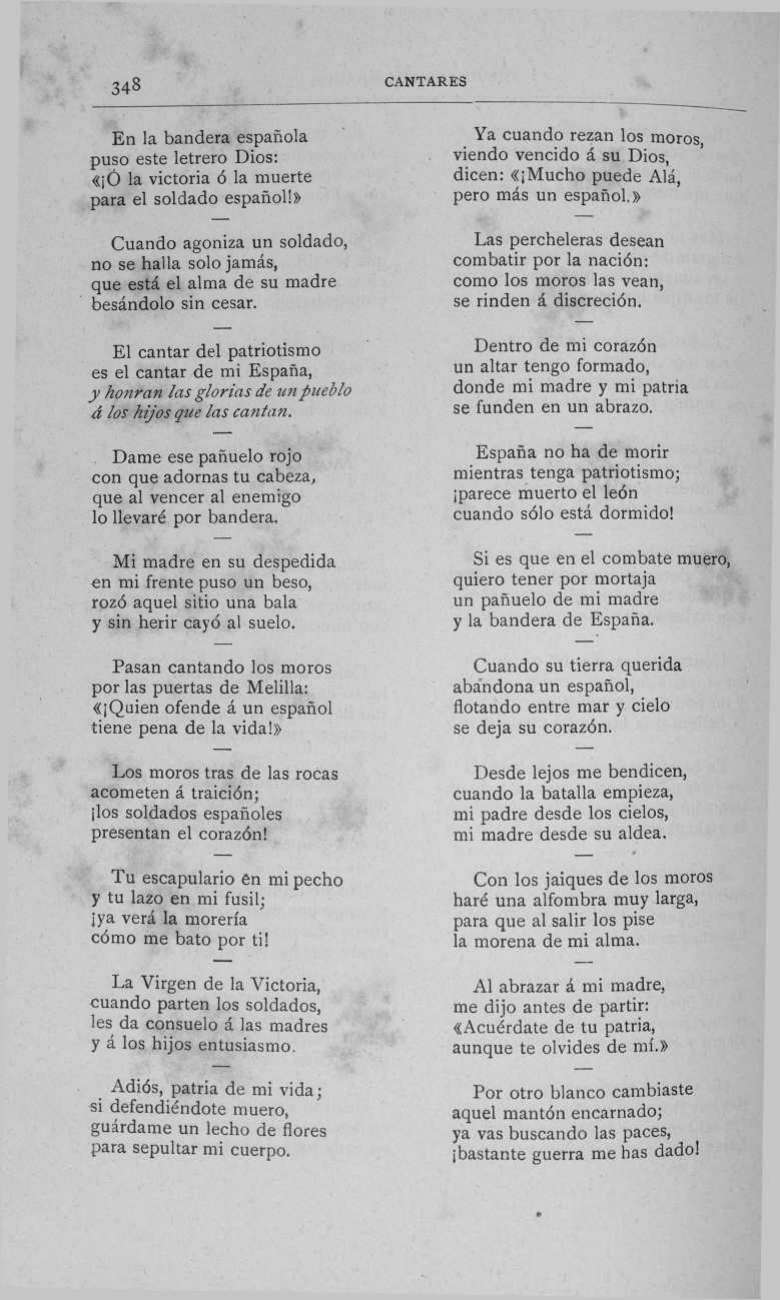 348
CANTARES
En la bandera española
puso este letrero Dios:
«¡Ó la victoria ó la muerte
para el soldado español!»
—
Cuando agoniza un soldado,
no se halla solo jamás,
que está el alma de su madre
besándolo sin cesar.
—
El cantar del patriotismo
es el cantar de mi España,
y honran las glorias de un pueblo
á los hijos que las cantan.
—
Dame ese pañuelo rojo
con que adornas tu cabeza,
que al vencer al enemigo
lo llevaré por bandera.
—
Mi madre en su despedida
en mi frente puso un beso,
rozó aquel sitio una bala
y sin herir cayó al suelo.
—
Pasan cantando los moros
por las puertas de Melilla:
«¡Quien ofende á un español
tiene pena de la vida!»
—
Los moros tras de las rocas
acometen á traición;
¡los soldados españoles
presentan el corazón!
—
Tu escapulario en mi pecho
y tu lazo en mi fusil;
¡ya verá la morería
cómo me bato por ti!
—
La Virgen de la Victoria,
cuando parten los soldados,
les da consuelo á las madres
y á los hijos entusiasmo.
—
Adiós, patria de mi vida;
si defendiéndote muero,
guárdame un lecho de flores
para sepultar mi cuerpo.
Ya cuando rezan los moros,
viendo vencido á su Dios,
dicen: «¡Mucho puede Alá,
pero más un español.»
—
Las percheleras desean
combatir por la nación:
como los moros las vean,
se rinden á discreción.
—
Dentro de mi corazón
un altar tengo formado,
donde mi madre y mi patria
se funden en un abrazo.
—
España no ha de morir
mientras tenga patriotismo;
¡parece muerto el león
cuando sólo está dormido!
—
Si es que en el combate muero,
quiero tener por mortaja
un pañuelo de mi madre
y la bandera de España.
—
Cuando su tierra querida
abandona un español,
flotando entre mar y cielo
se deja su corazón.
—
Desde lejos me bendicen,
cuando la batalla empieza,
mi padre desde los cielos,
mi madre desde su aldea.
—
Con los jaiques de los moros
haré una alfombra muy larga,
para que al salir los pise
la morena de mi alma.
—
Al abrazar á mi madre,
me dijo antes de partir:
«Acuérdate de tu patria,
aunque te olvides de mí.»
—
Por otro blanco cambiaste
aquel mantón encarnado;
ya vas buscando las paces,
¡bastante guerra me has dado!